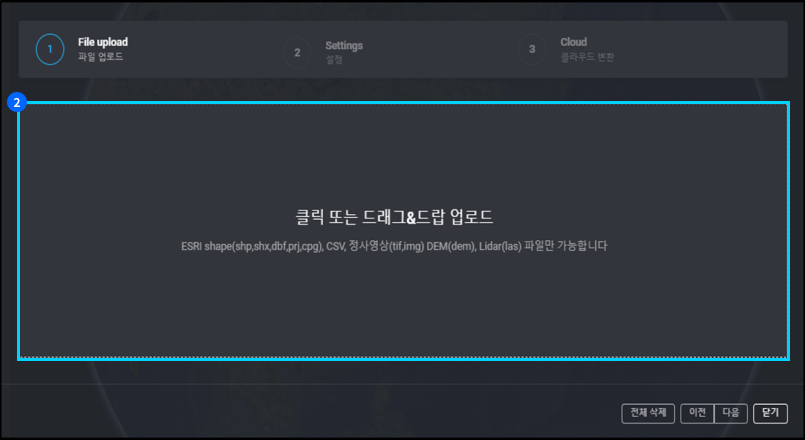 1 File upload
파일 업로드
2 Settings
설정
3 Cloud
클라우드 변환
2
클릭 또는 드래그&드랍 업로드
ESRI shape(shp,shx,dbf,prj,cpg), CSV, 정사영상(tif,img) DEM(dem), Lidar(las) 파일만 가능합니다
전체 삭제 이전 다음 닫기